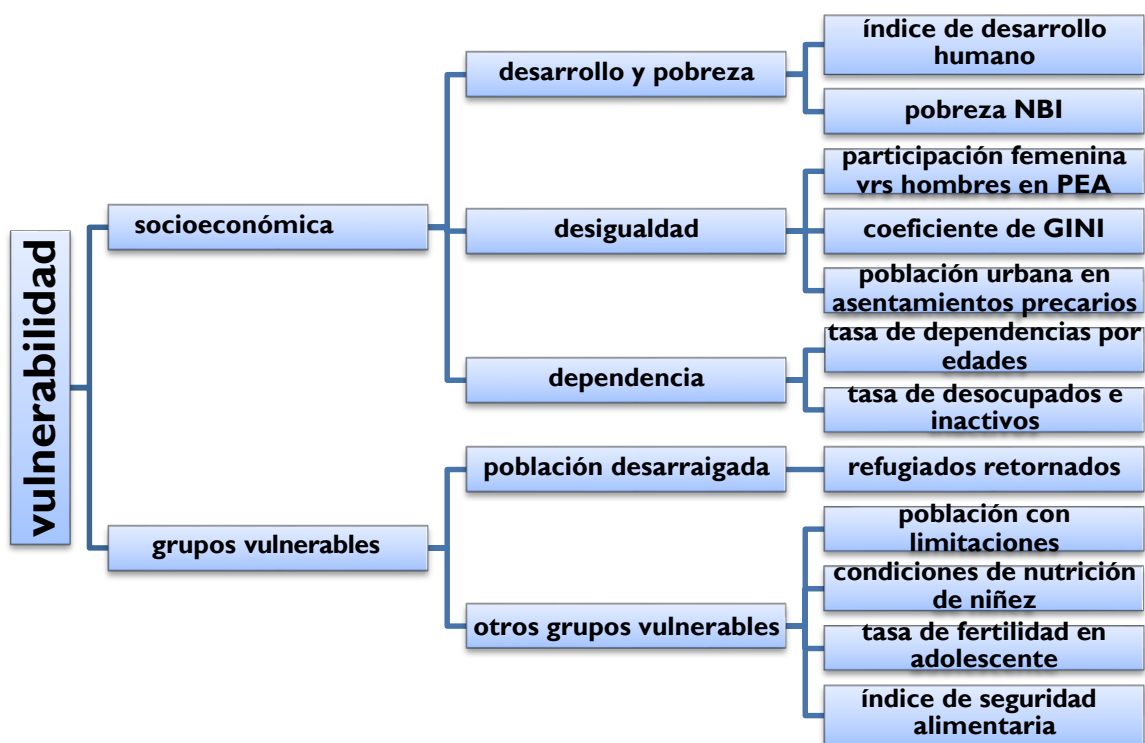 vulnerabilidad
socioeconómica
desarrollo y pobreza
índice de desarrollo
humano
pobreza NBI
desigualdad
participación femenina
vrs hombres en PEA
coeficiente de GINI
población urbana en
asentamientos precarios
dependencia
tasa de dependencias por
edades
tasa de desocupados e
inactivos
grupos vulnerables
población desarraigada
refugiados retornados
otros grupos vulnerables
población con
limitaciones
condiciones de nutrición
de niñez
tasa de fertilidad en
adolescente
índice de seguridad
alimentaria